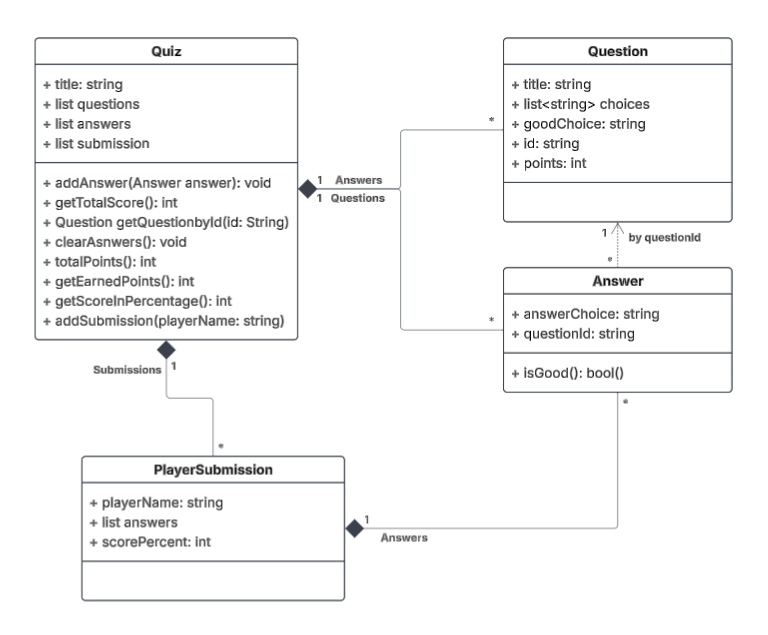 Quiz
+ title: string
+ list questions
+ list answers
+ list submission
+ addAnswer(Answer answer): void
+ getTotalScore(): int
+ Question getQuestionbyId(id: String)
+ clearAsnwers(): void
+ totalPoints(): int
+ getEarnedPoints(): int
+ getScoreInPercentage(): int
+ addSubmission(playerName: string)
1 Answers
1 Questions
*
*
Question
+ title: string
+ list<string> choices
+ goodChoice: string
+ id: string
+ points: int
1
by questionId
*
Answer
+ answerChoice: string
+ questionId: string
+ isGood(): bool()
*
Submissions
1
*
PlayerSubmission
+ playerName: string
+ list answers
+ scorePercent: int
1
Answers